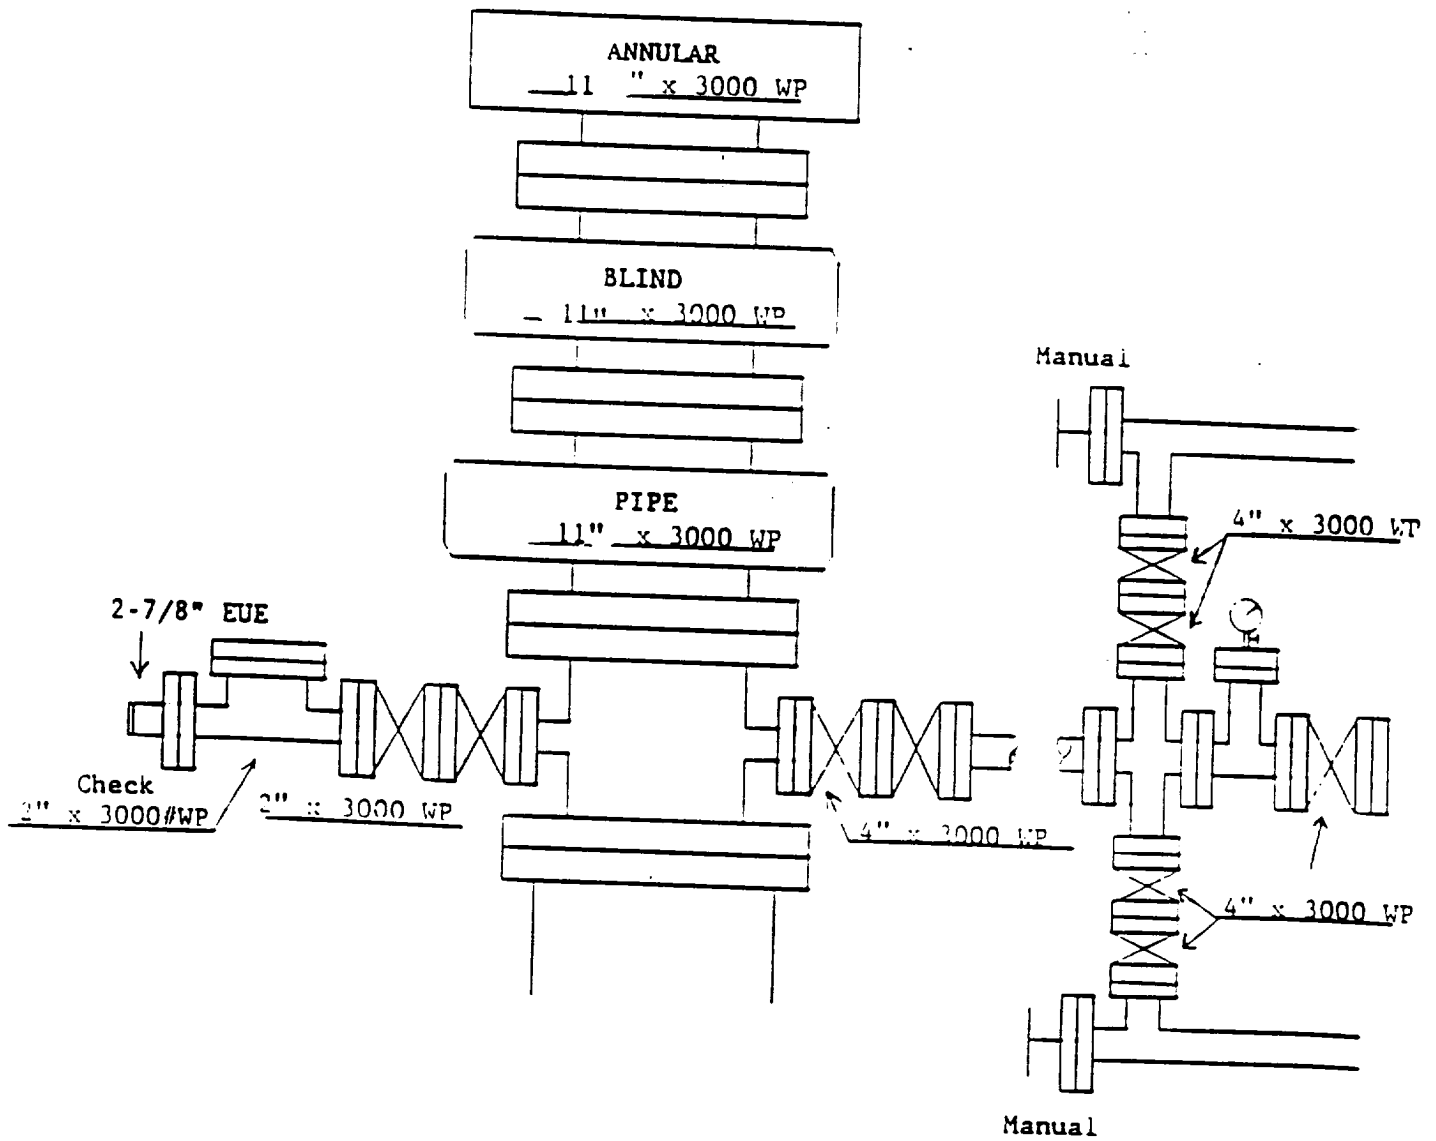 ANNULAR
11 " x 3000 WP
BLIND
11" x 3000 WP
PIPE
11" x 3000 WP
Manual
4" x 3000 WP
2-7/8" EUE
Check
2" x 3000#WP
2" x 3000 WP
4" x 3000 WP
4" x 3000 WP
Manual